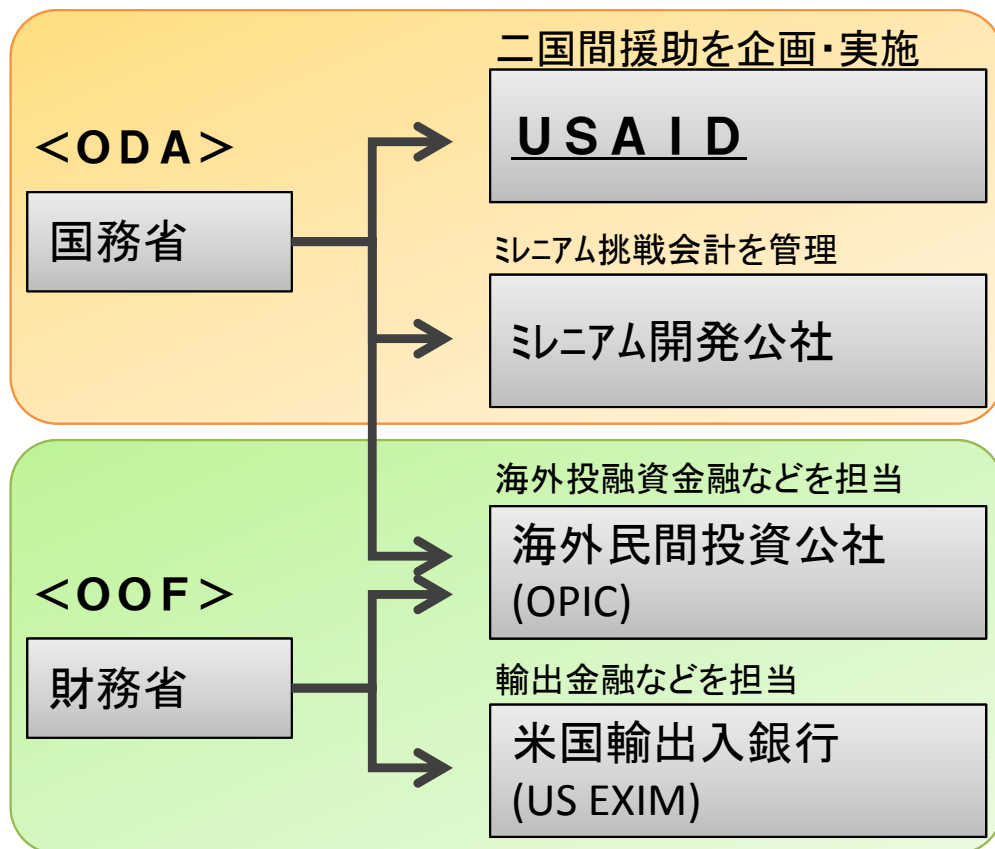 二国間援助を企画・実施
<ODA>
USAID
国務省
ﾐﾚﾆｱﾑ挑戦会計を管理
ﾐﾚﾆｱﾑ開発公社
海外投融資金融などを担当
海外民間投資公社
(OPIC)
<OOF>
財務省
輸出金融などを担当
米国輸出入銀行
(US EXIM)